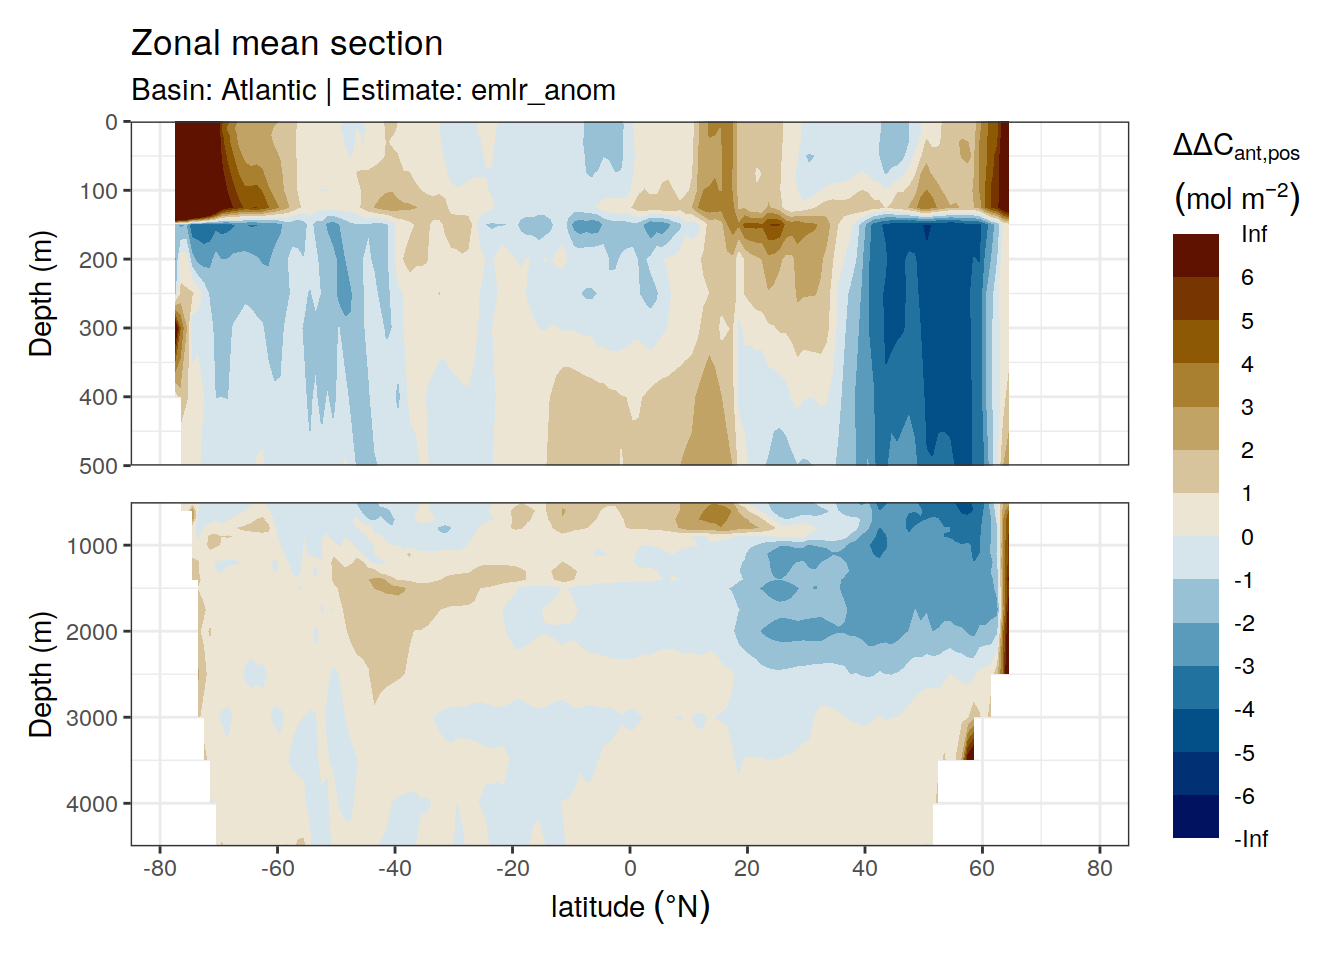 Zonal mean section
Basin: Atlantic | Estimate: emlr_anom
0
100
200
300
400
500
Depth (m)
1000
2000
3000
4000
Depth (m)
-80 -60 -40 -20 0 20 40 60 80
latitude (°N)
ΔΔCant,pos
(mol m⁻²)
Inf
6
5
4
3
2
1
0
-1
-2
-3
-4
-5
-6
-Inf